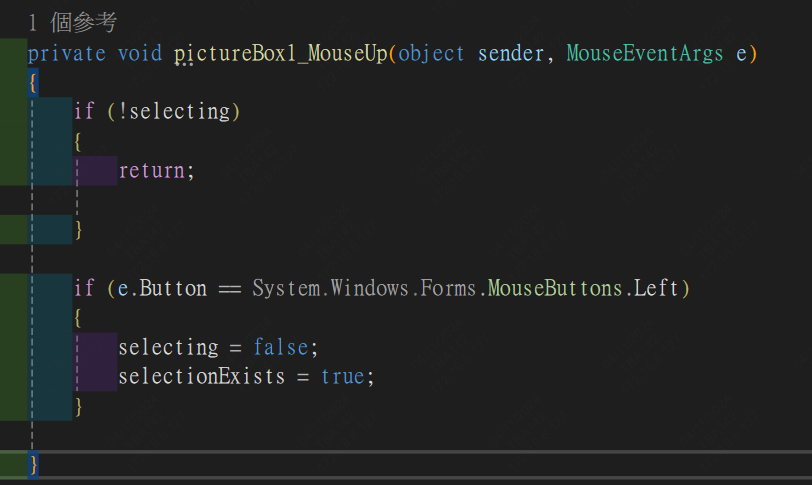 1 個參考
private void pictureBox1_MouseUp(object sender, MouseEventArgs e)
{
if (!selecting)
{
return;
}
if (e.Button == System.Windows.Forms.MouseButtons.Left)
{
selecting = false;
selectionExists = true;
}
}